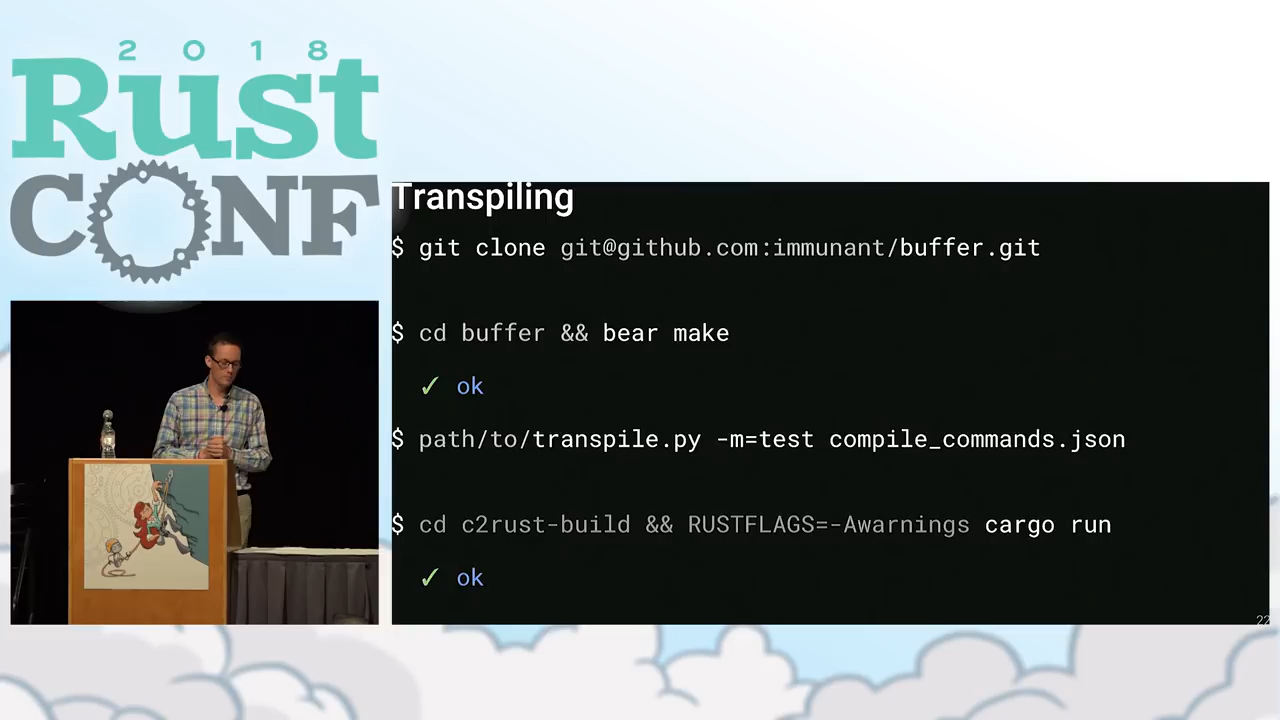 2018
Rust
CONF
Transpiling
$ git clone git@github.com:immunant/buffer.git
$ cd buffer && bear make
✓ ok
$ path/to/transpile.py -m=test compile_commands.json
$ cd c2rust-build && RUSTFLAGS=-Awarnings cargo run
✓ ok
22